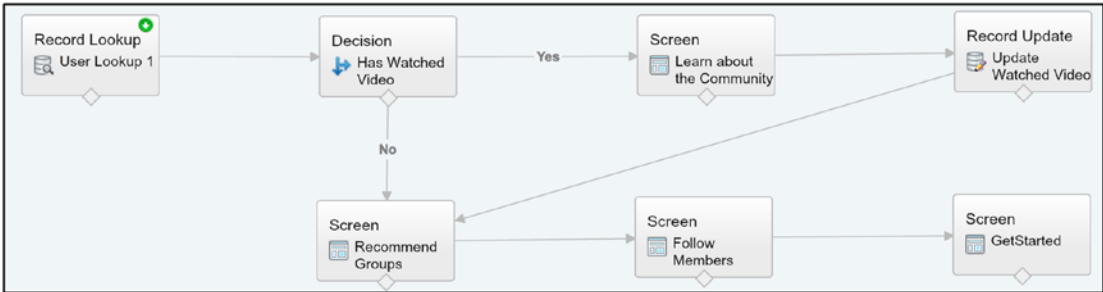 Record Lookup
User Lookup 1
Decision
Has Watched
Video
Yes
Screen
Learn about
the Community
Record Update
Update
Watched Video
No
Screen
Recommend
Groups
Screen
Follow
Members
Screen
GetStarted